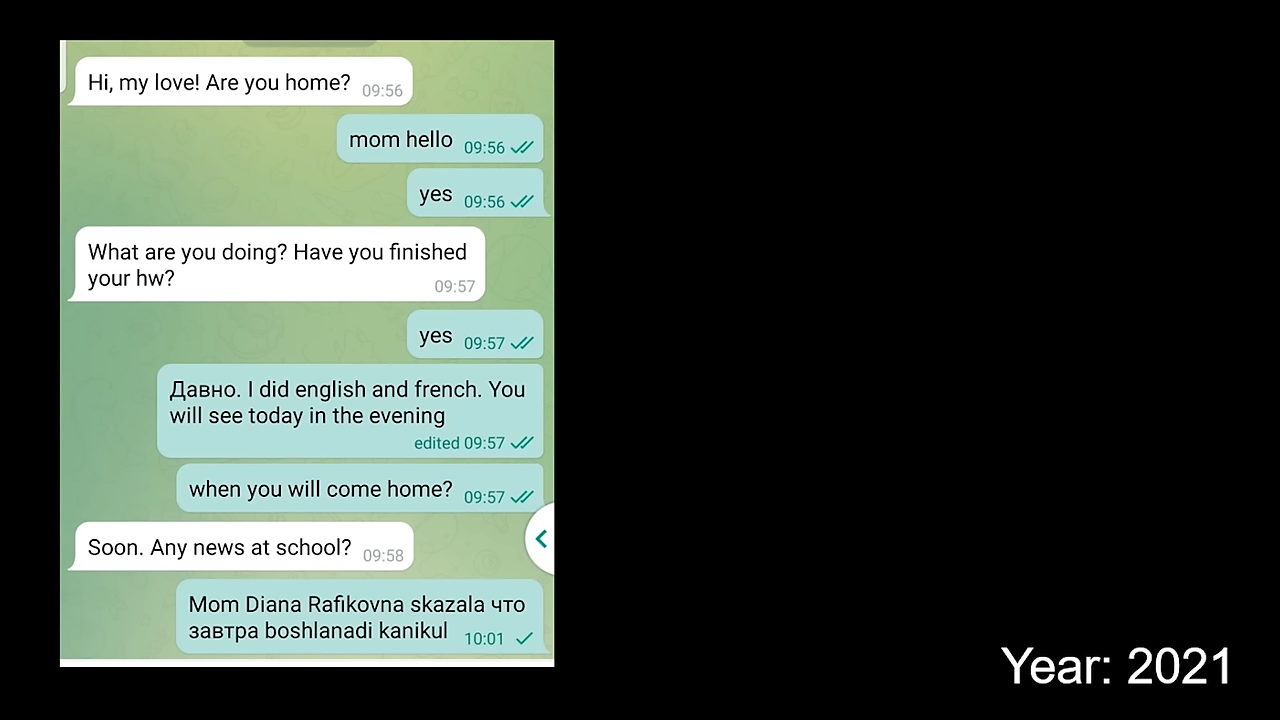 Hi, my love! Are you home? 09:56
mom hello 09:56
yes 09:56
What are you doing? Have you finished
your hw? 09:57
yes 09:57
Давно. I did english and french. You
will see today in the evening
edited 09:57
when you will come home? 09:57
Soon. Any news at school? 09:58
Mom Diana Rafikovna skazala что
завтра boshlanadi kanikul 10:01
Year: 2021